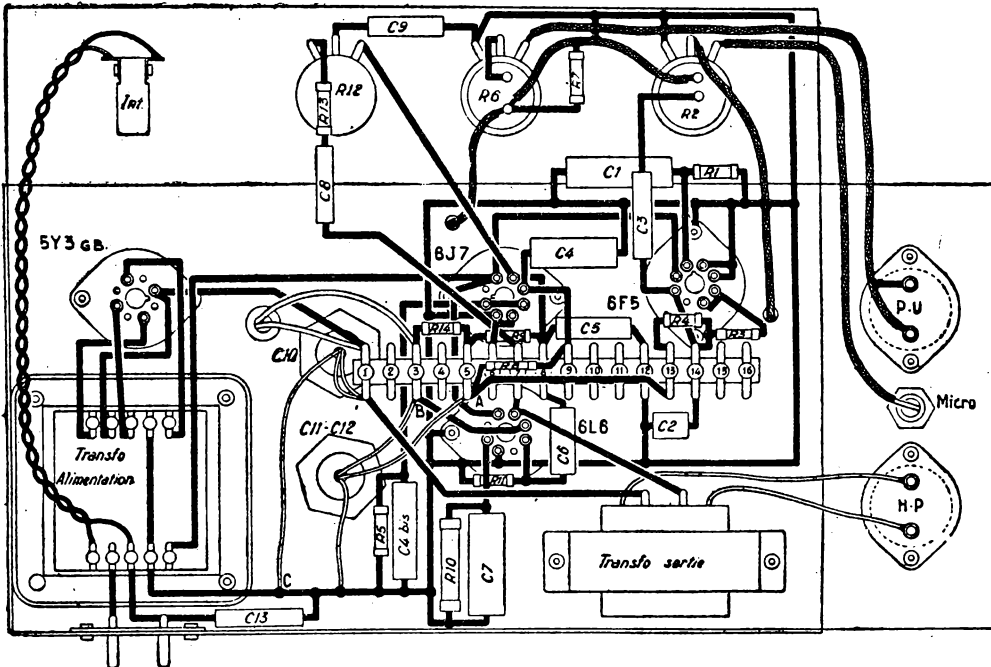 C9
R13
R12
R6
R7
R2
Int.
C8
C1
R1
C3
5Y3 GB.
6J7
C4
6F5
P.U
C10
R14
C5
R4
R3
1 2 3 4 5 9 10 11 12 13 14 15 16
A
B
Micro
C11-C12
6L6
C2
C6
Transfo
Alimentation
H.P
R5
C4 bis
R10
C7
Transfo sortie
C
C13